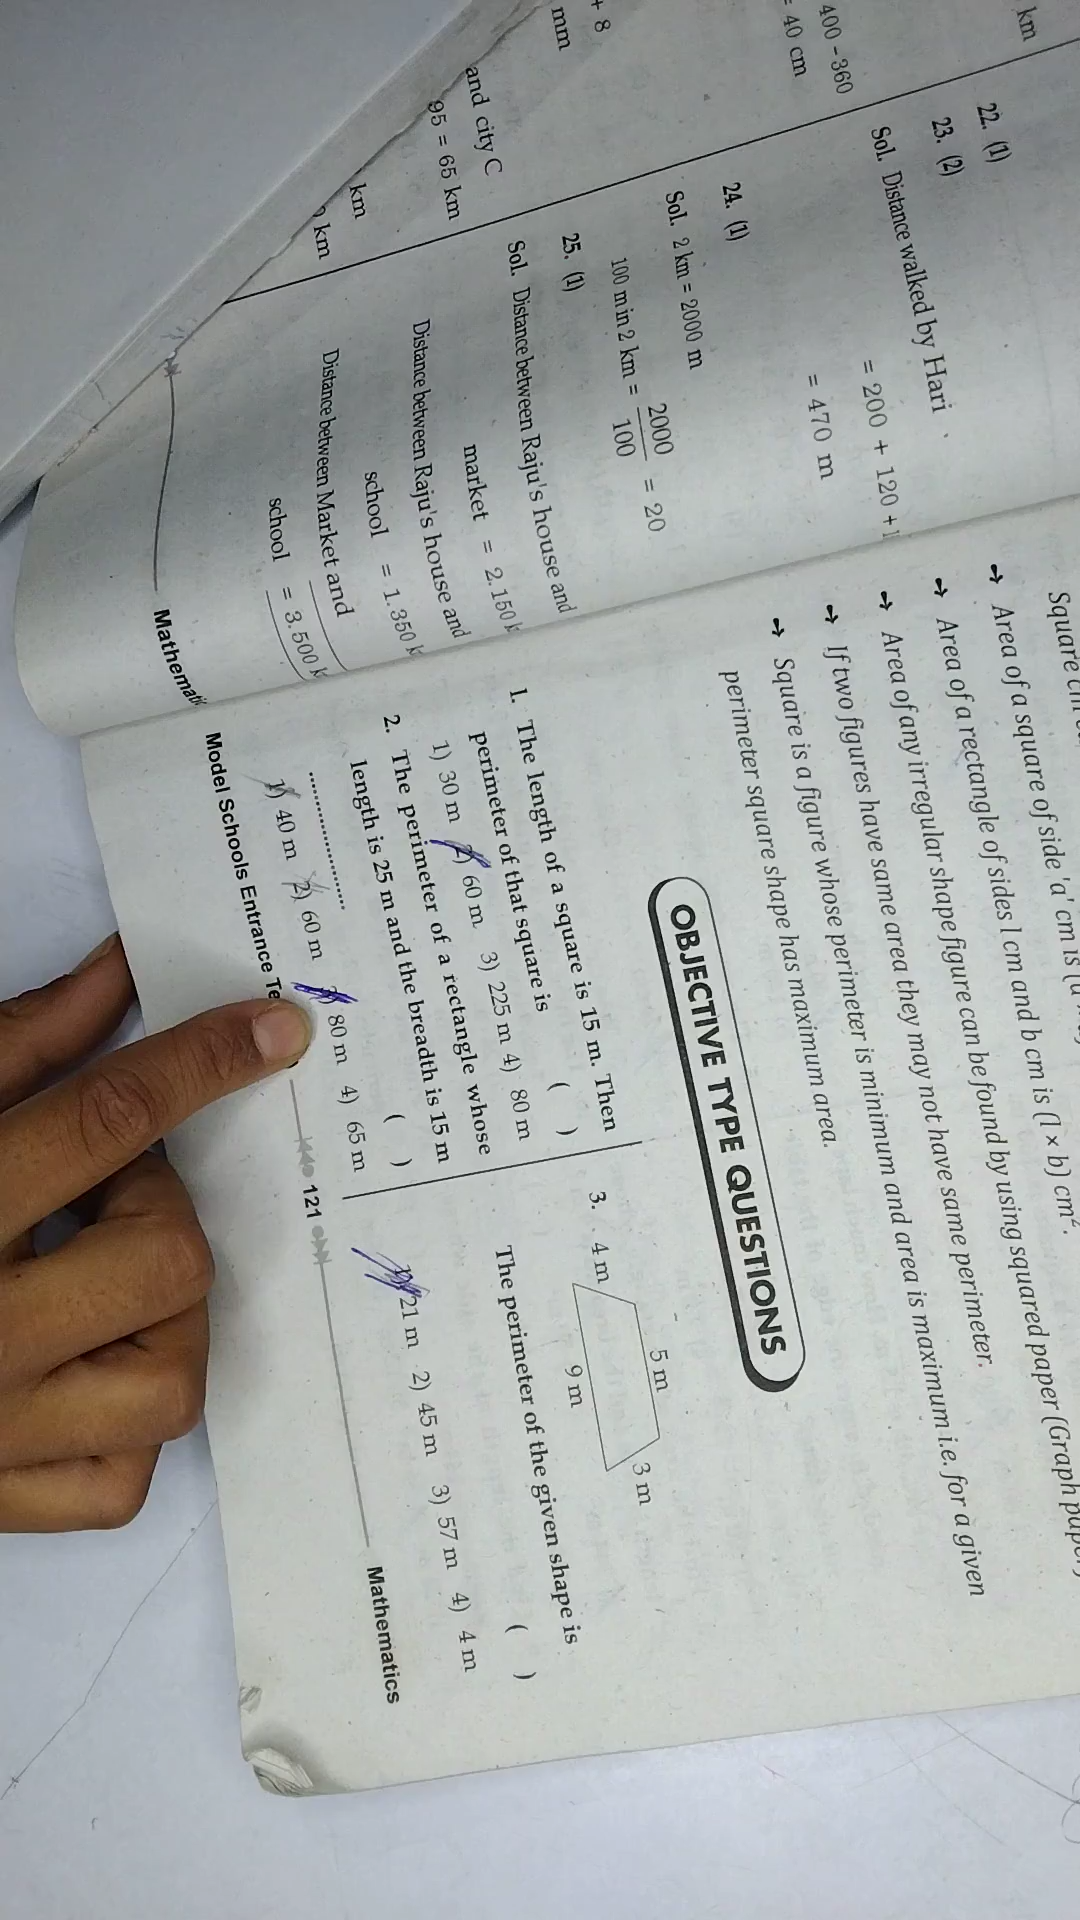 km
400 - 360
= 40 cm
+ 8
mm
and city C
95 = 65 km
km
km
22. (1)
23. (2)
Sol. Distance walked by Hari
= 200 + 120 +
= 470 m
24. (1)
Sol. 2 km = 2000 m
100 m in 2 km = 2000/100 = 20
25. (1)
Sol. Distance between Raju's house and
market = 2.150 k
Distance between Raju's house and
school = 1.350 k
Distance between Market and
school = 3.500 k
Mathemati
Square
→ Area of a square of side 'a' cm is
→ Area of a rectangle of sides l cm and b cm is (l × b) cm².
→ Area of any irregular shape figure can be found by using squared paper (Graph
→ If two figures have same area they may not have same perimeter.
→ Square is a figure whose perimeter is minimum and area is maximum i.e. for a given
perimeter square shape has maximum area.
OBJECTIVE TYPE QUESTIONS
1. The length of a square is 15 m. Then
perimeter of that square is ( )
1) 30 m 2) 60 m 3) 225 m 4) 80 m
2. The perimeter of a rectangle whose
length is 25 m and the breadth is 15 m
..................... ( )
1) 40 m 2) 60 m 3) 80 m 4) 65 m
3. 4 m
5 m
3 m
9 m
The perimeter of the given shape is
( )
1) 21 m 2) 45 m 3) 57 m 4) 4 m
Model Schools Entrance Te
121
Mathematics